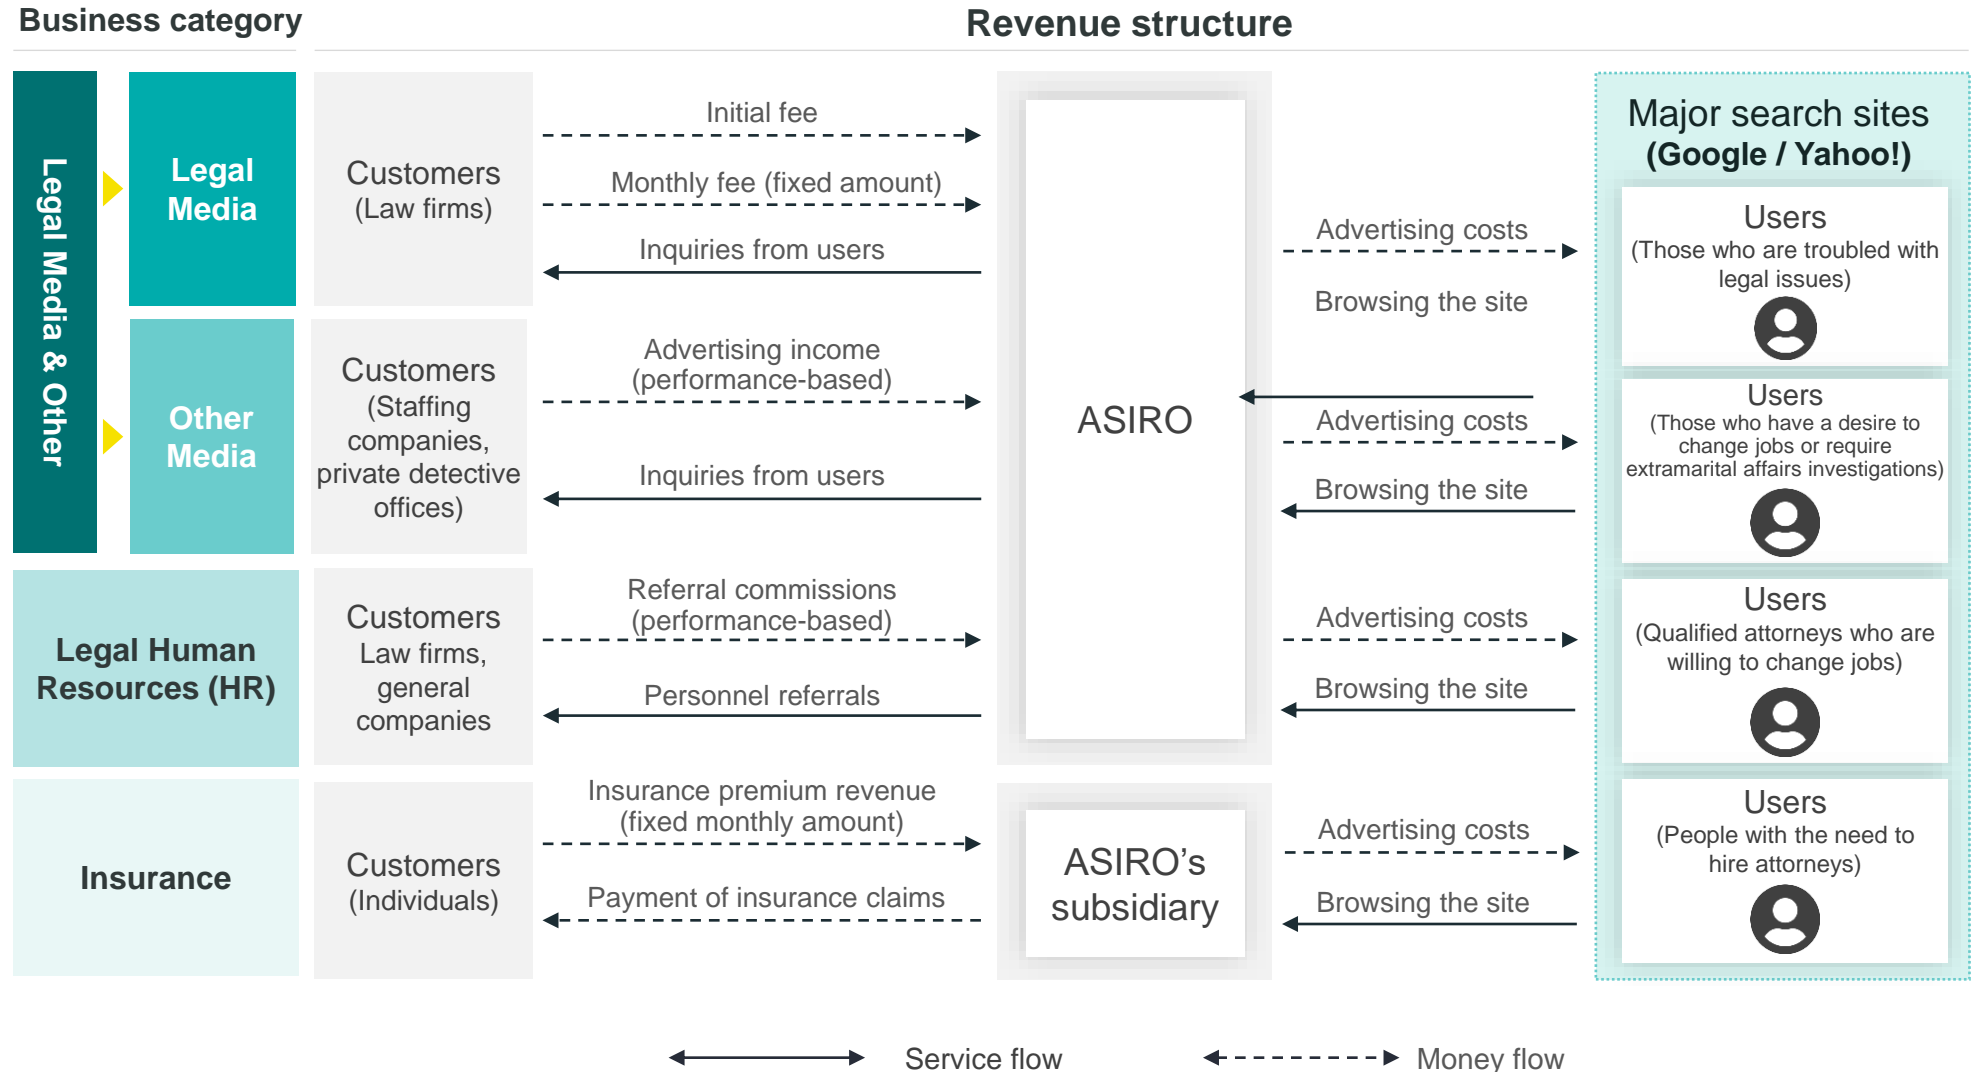 Business category
Revenue structure
Legal Media & Other
Legal
Media
Customers
(Law firms)
Initial fee
Monthly fee (fixed amount)
Inquiries from users
Other
Media
Customers
(Staffing
companies,
private detective
offices)
Advertising income
(performance-based)
Inquiries from users
Legal Human
Resources (HR)
Customers
Law firms,
general
companies
Referral commissions
(performance-based)
Personnel referrals
Insurance
Customers
(Individuals)
Insurance premium revenue
(fixed monthly amount)
Payment of insurance claims
ASIRO
ASIRO’s
subsidiary
Advertising costs
Browsing the site
Advertising costs
Browsing the site
Advertising costs
Browsing the site
Advertising costs
Browsing the site
Major search sites
(Google / Yahoo!)
Users
(Those who are troubled with
legal issues)
Users
(Those who have a desire to
change jobs or require
extramarital affairs investigations)
Users
(Qualified attorneys who are
willing to change jobs)
Users
(People with the need to
hire attorneys)
Service flow
Money flow